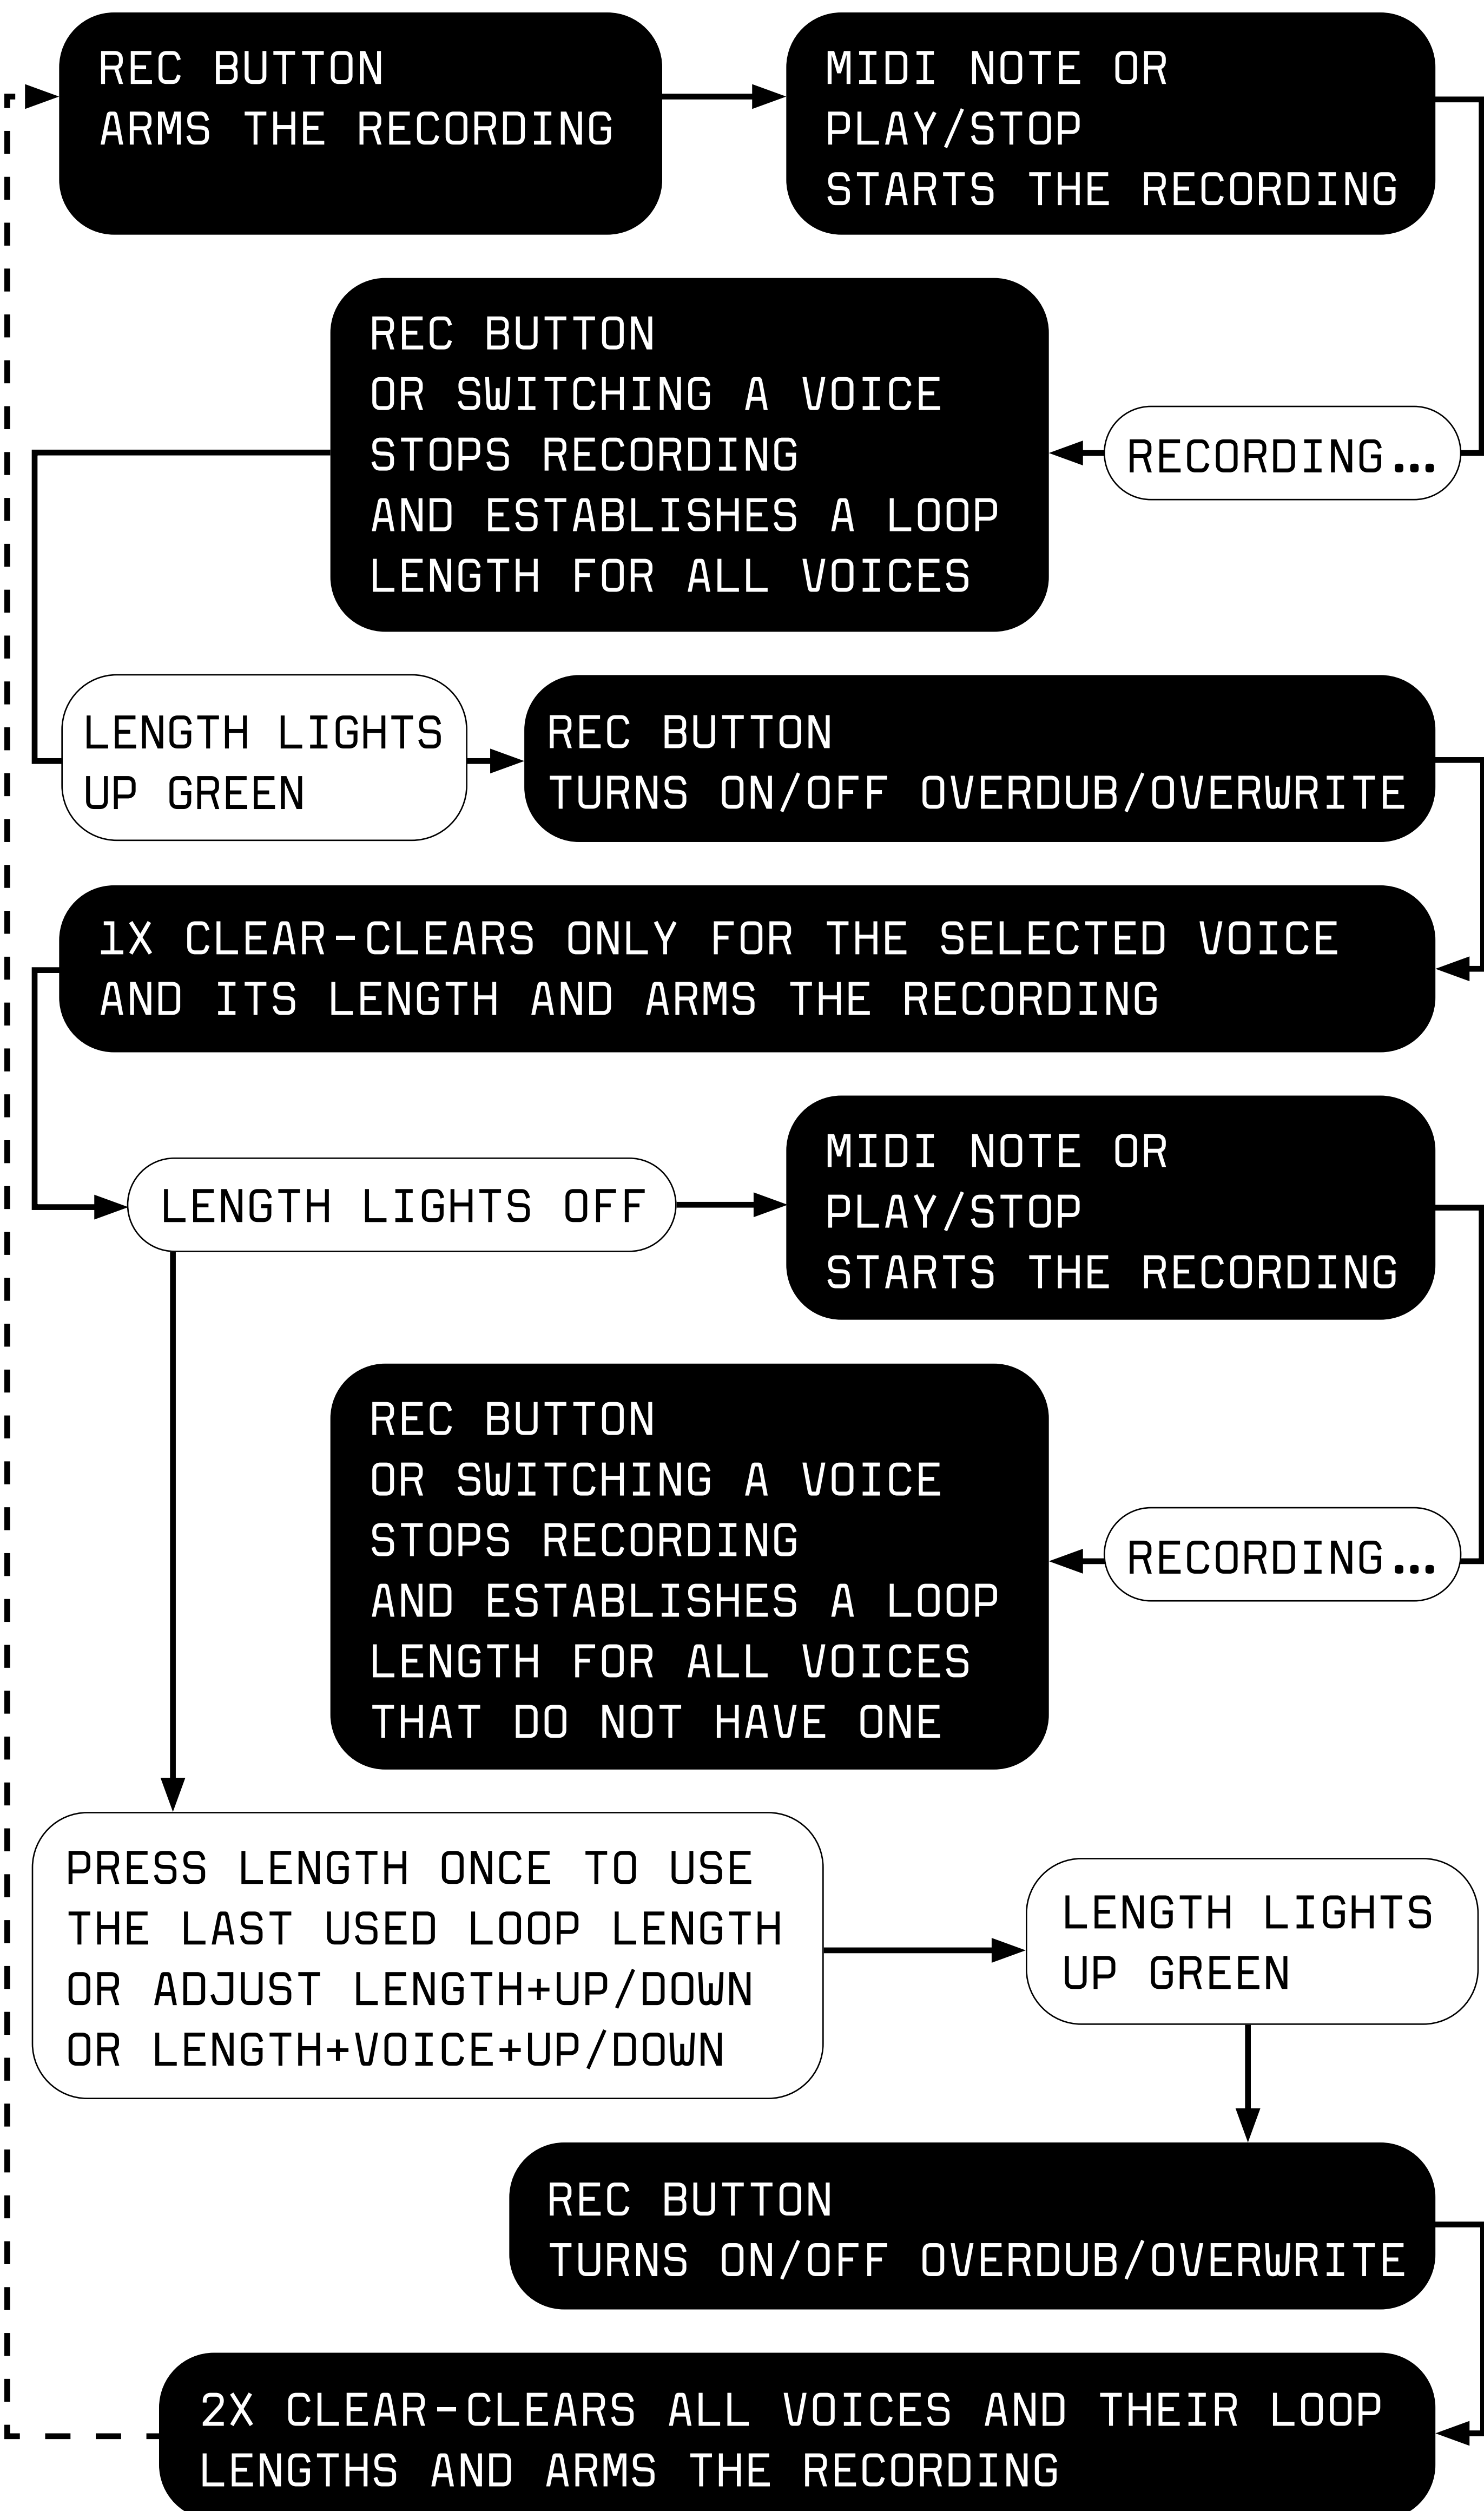 REC BUTTON
ARMS THE RECORDING
MIDI NOTE OR
PLAY/STOP
STARTS THE RECORDING
RECORDING...
REC BUTTON
OR SWITCHING A VOICE
STOPS RECORDING
AND ESTABLISHES A LOOP
LENGTH FOR ALL VOICES
LENGTH LIGHTS
UP GREEN
REC BUTTON
TURNS ON/OFF OVERDUB/OVERWRITE
1X CLEAR-CLEARS ONLY FOR THE SELECTED VOICE
AND ITS LENGTH AND ARMS THE RECORDING
LENGTH LIGHTS OFF
MIDI NOTE OR
PLAY/STOP
STARTS THE RECORDING
RECORDING...
REC BUTTON
OR SWITCHING A VOICE
STOPS RECORDING
AND ESTABLISHES A LOOP
LENGTH FOR ALL VOICES
THAT DO NOT HAVE ONE
PRESS LENGTH ONCE TO USE
THE LAST USED LOOP LENGTH
OR ADJUST LENGTH+UP/DOWN
OR LENGTH+VOICE+UP/DOWN
LENGTH LIGHTS
UP GREEN
REC BUTTON
TURNS ON/OFF OVERDUB/OVERWRITE
2X CLEAR-CLEARS ALL VOICES AND THEIR LOOP
LENGTHS AND ARMS THE RECORDING